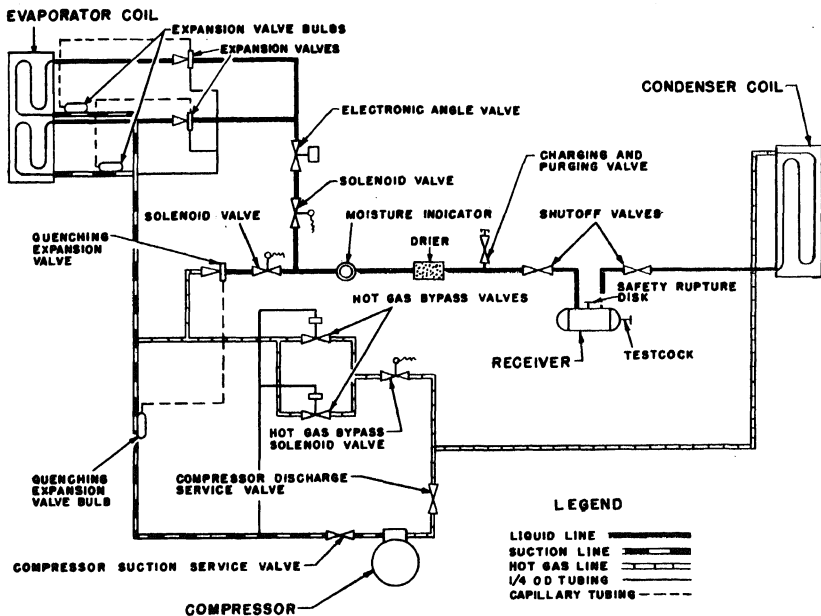 EVAPORATOR COIL
EXPANSION VALVE BULBS
EXPANSION VALVES
CONDENSER COIL
ELECTRONIC ANGLE VALVE
CHARGING AND
PURGING VALVE
SOLENOID VALVE
SOLENOID VALVE
MOISTURE INDICATOR
SHUTOFF VALVES
QUENCHING
EXPANSION
VALVE
DRIER
SAFETY RUPTURE
DISK
HOT GAS BYPASS VALVES
RECEIVER
TESTCOCK
HOT GAS BYPASS
SOLENOID VALVE
QUENCHING
EXPANSION
VALVE BULB
COMPRESSOR DISCHARGE
SERVICE VALVE
COMPRESSOR SUCTION SERVICE VALVE
COMPRESSOR
LEGEND
LIQUID LINE
SUCTION LINE
HOT GAS LINE
1/4 OD TUBING
CAPILLARY TUBING